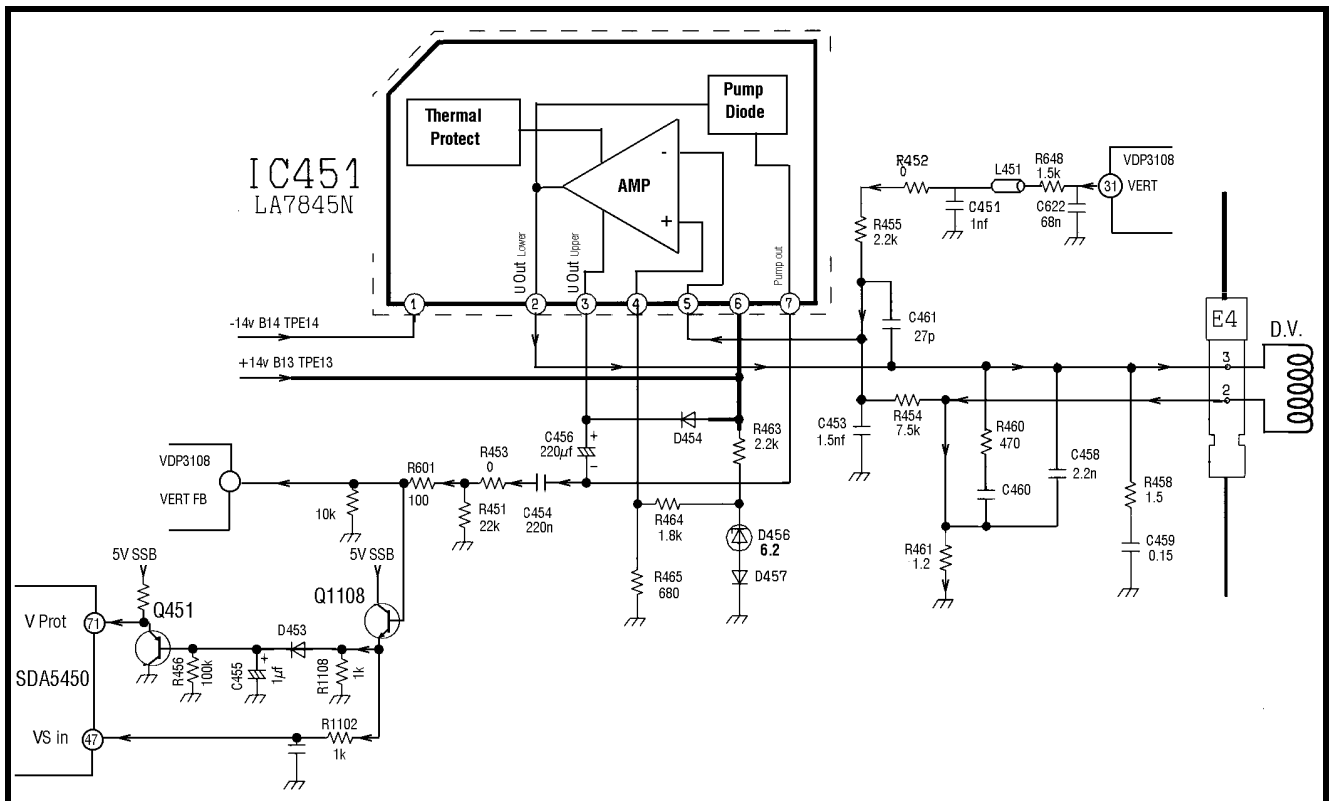 IC451
LA7845N
Thermal
Protect
Pump
Diode
AMP
-
+
U Out Lower
U Out Upper
Pump out
1
2
3
4
5
6
7
-14v B14 TPE14
+14v B13 TPE13
R452
0
L451
R648
1.5k
VDP3108
31
VERT
C451
1nf
C622
68n
R455
2.2k
C461
27p
E4
D.V.
3
2
C453
1.5nf
R454
7.5k
R460
470
C458
2.2n
C460
R458
1.5
C459
0.15
R461
1.2
D454
R463
2.2k
C456
220µf
+
-
R464
1.8k
D456
6.2
D457
R465
680
VDP3108
VERT FB
10k
R601
100
R453
0
R451
22k
C454
220n
5V SSB
5V SSB
Q451
Q1108
V Prot
71
SDA5450
D453
R456
100k
C455
+
1µf
R1108
1k
VS in
47
R1102
1k